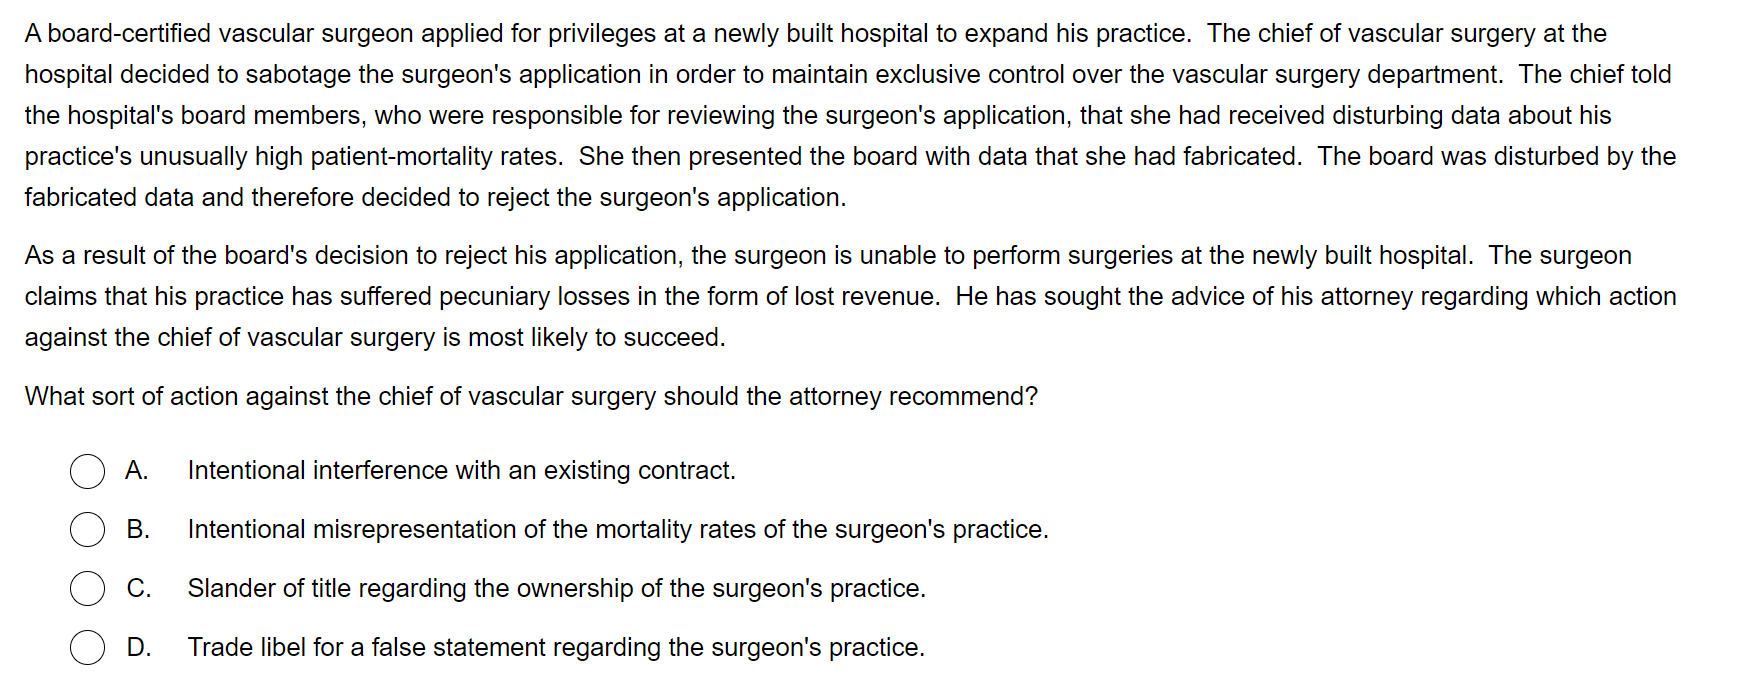 A board-certified vascular surgeon applied for privileges at a newly built hospital to expand his practice.  The chief of vascular surgery at the
hospital decided to sabotage the surgeon's application in order to maintain exclusive control over the vascular surgery department.  The chief told
the hospital's board members, who were responsible for reviewing the surgeon's application, that she had received disturbing data about his
practice's unusually high patient-mortality rates.  She then presented the board with data that she had fabricated.  The board was disturbed by the
fabricated data and therefore decided to reject the surgeon's application.
As a result of the board's decision to reject his application, the surgeon is unable to perform surgeries at the newly built hospital.  The surgeon
claims that his practice has suffered pecuniary losses in the form of lost revenue.  He has sought the advice of his attorney regarding which action
against the chief of vascular surgery is most likely to succeed.
What sort of action against the chief of vascular surgery should the attorney recommend?
A. Intentional interference with an existing contract.
B. Intentional misrepresentation of the mortality rates of the surgeon's practice.
C. Slander of title regarding the ownership of the surgeon's practice.
D. Trade libel for a false statement regarding the surgeon's practice.